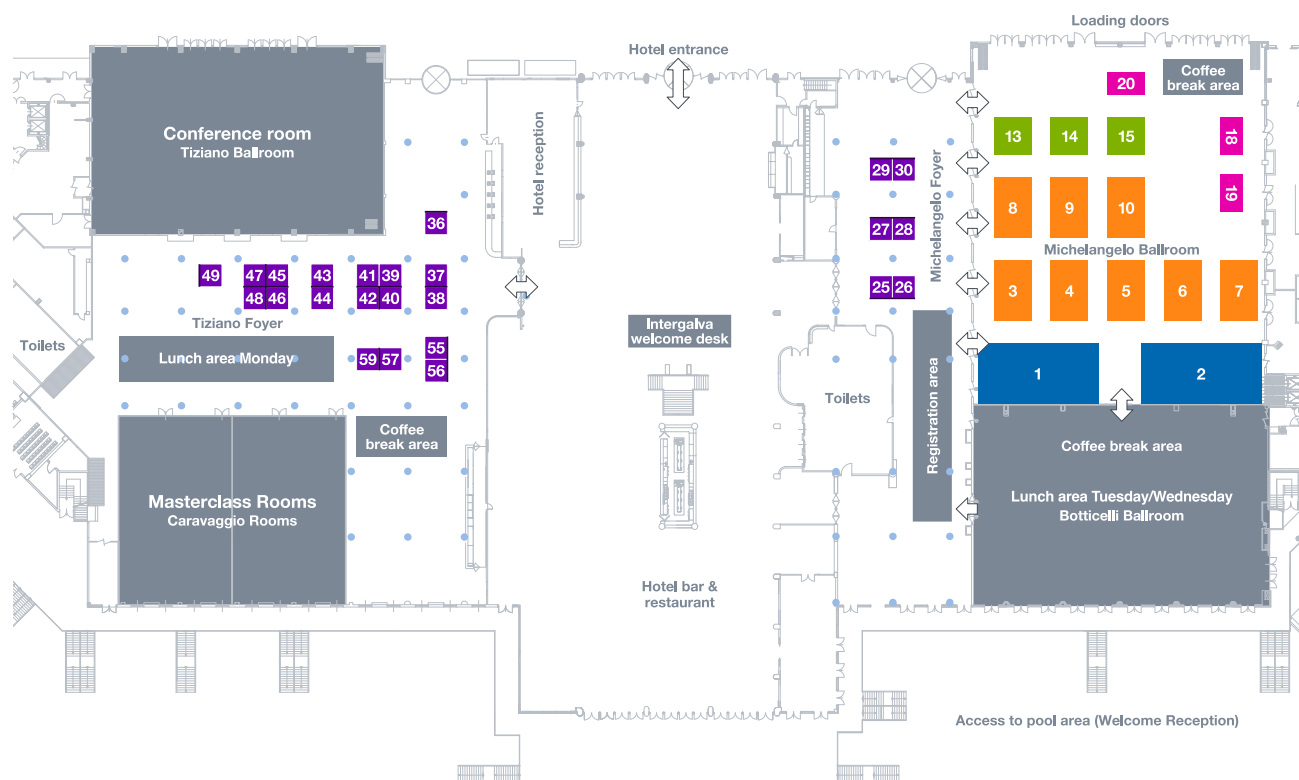 Loading doors
Hotel entrance
Coffee
break area
20
Conference room
Tiziano Ballroom
Hotel reception
13
14
15
18
29 30
Michelangelo Foyer
19
36
8
9
10
27 28
Michelangelo Ballroom
49
47 45
43
41 39
37
48 46
44
42 40
38
25 26
3
4
5
6
7
Tiziano Foyer
Intergalva
welcome desk
Toilets
Lunch area Monday
59 57
55
56
1
2
Toilets
Registration area
Coffee
break area
Coffee break area
Masterclass Rooms
Caravaggio Rooms
Lunch area Tuesday/Wednesday
Botticelli Ballroom
Hotel bar &
restaurant
Access to pool area (Welcome Reception)